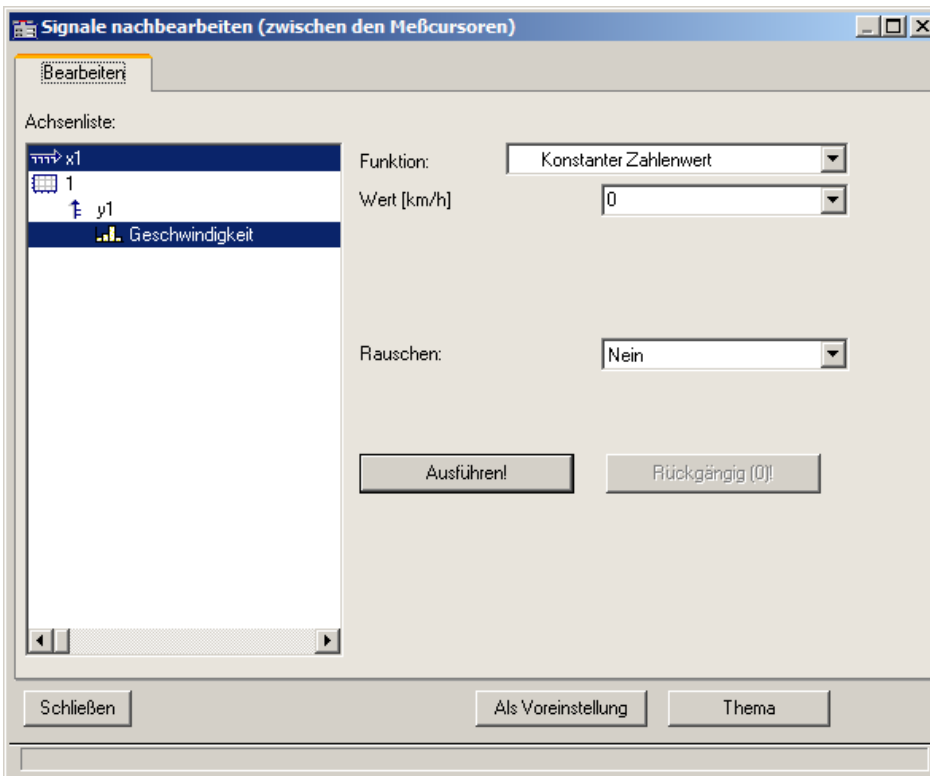 Signale nachbearbeiten (zwischen den Meßcursoren)
Bearbeiten
Achsenliste:
x1
1
y1
Geschwindigkeit
Funktion: Konstanter Zahlenwert
Wert [km/h] 0
Rauschen: Nein
Ausführen! Rückgängig (0)!
Schließen Als Voreinstellung Thema